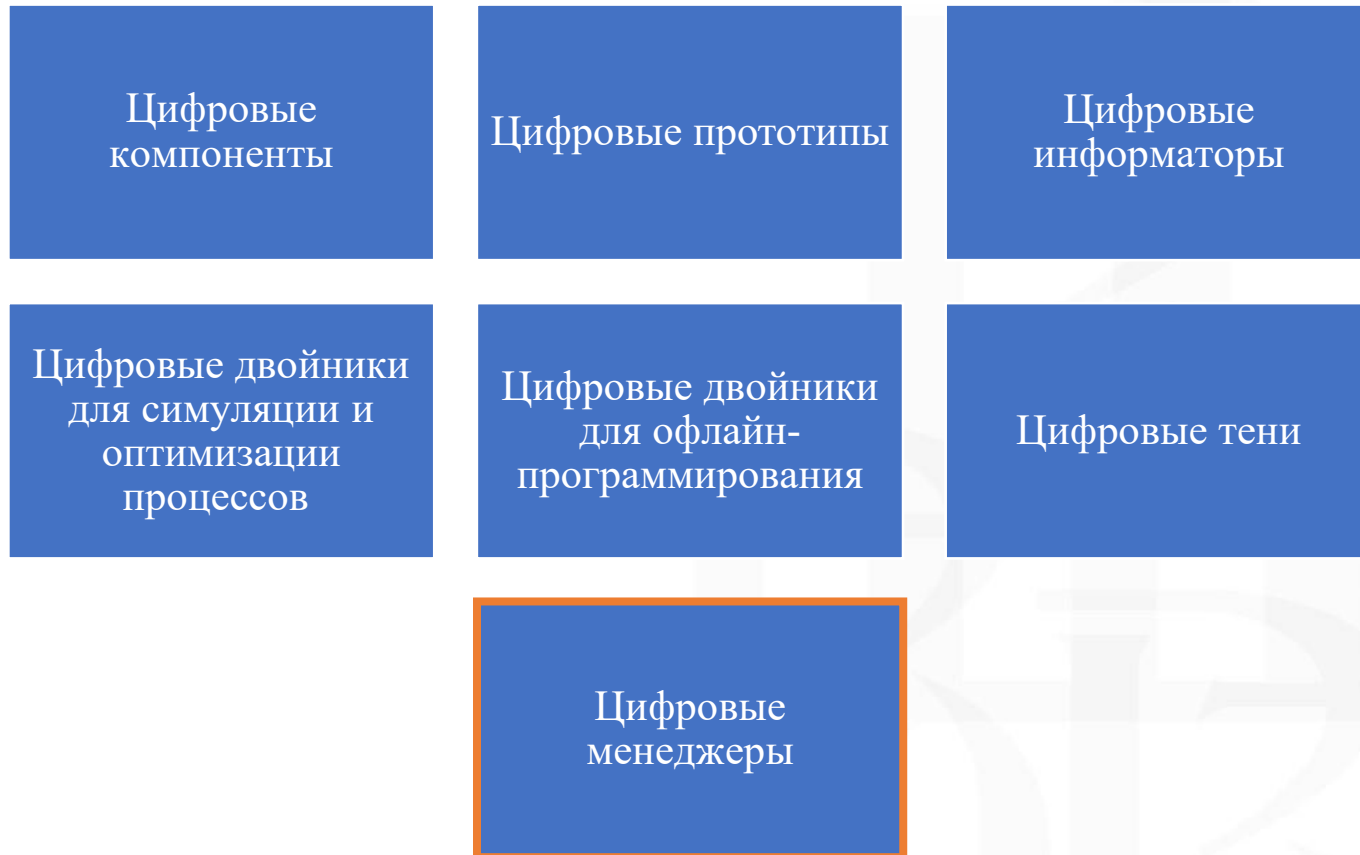 Цифровые
компоненты
Цифровые прототипы
Цифровые
информаторы
Цифровые двойники
для симуляции и
оптимизации
процессов
Цифровые двойники
для офлайн-
программирования
Цифровые тени
Цифровые
менеджеры